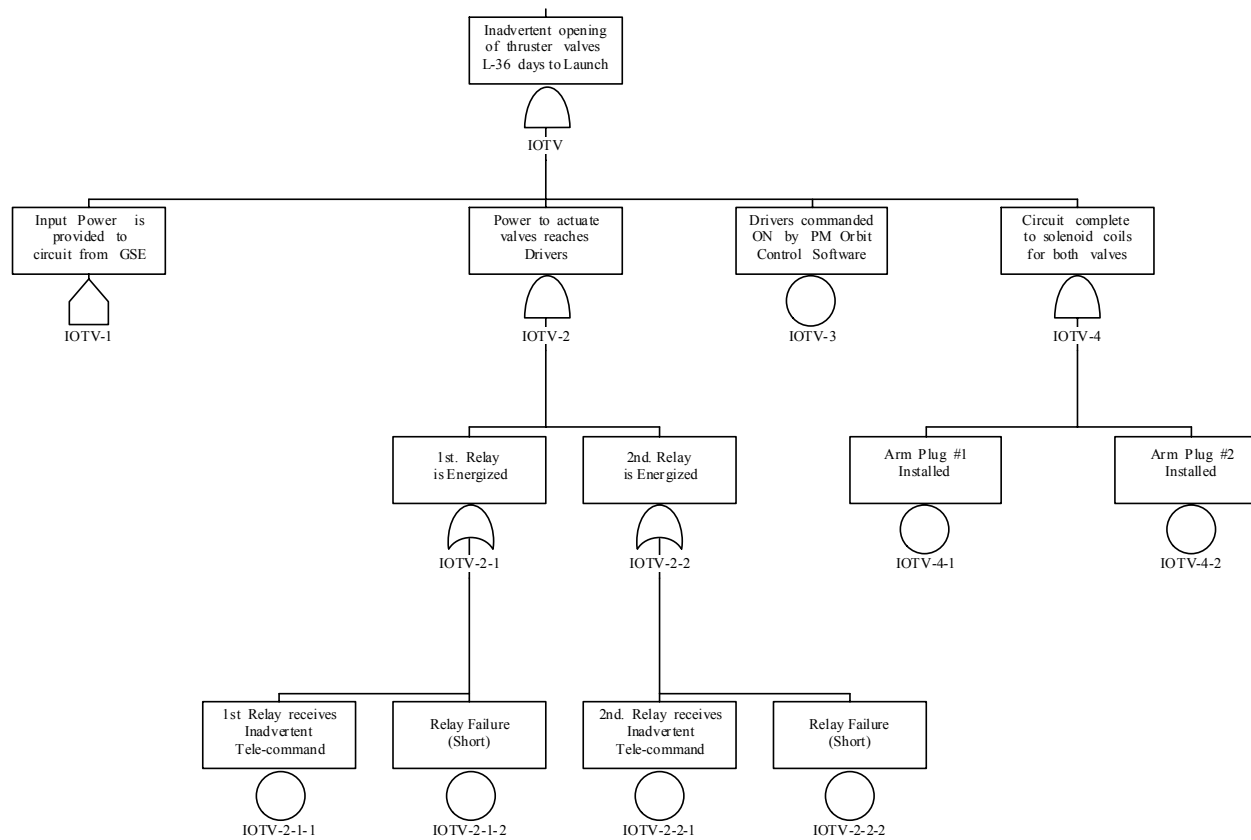 Inadvertent opening
of thruster valves
L-36 days to Launch
IOTV
Input Power is
provided to
circuit from GSE
IOTV-1
Power to actuate
valves reaches
Drivers
IOTV-2
Drivers commanded
ON by PM Orbit
Control Software
IOTV-3
Circuit complete
to solenoid coils
for both valves
IOTV-4
1st. Relay
is Energized
IOTV-2-1
2nd. Relay
is Energized
IOTV-2-2
Arm Plug #1
Installed
IOTV-4-1
Arm Plug #2
Installed
IOTV-4-2
1st Relay receives
Inadvertent
Tele-command
IOTV-2-1-1
Relay Failure
(Short)
IOTV-2-1-2
2nd. Relay receives
Inadvertent
Tele-command
IOTV-2-2-1
Relay Failure
(Short)
IOTV-2-2-2